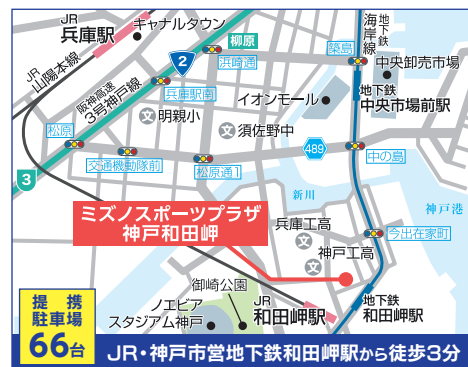 JR
兵庫駅
キャナルタウン
地下鉄
海岸線
柳原
2
浜崎通
築島
JR
山陽本線
中央卸売市場
阪神高速
3号神戸線
兵庫駅南
イオンモール
地下鉄
中央市場前駅
文
明親小
文
須佐野中
松原
489
中の島
交通機動隊前
松原通1
3
新川
神戸港
ミズノスポーツプラザ
神戸和田岬
兵庫工高
文
今出在家町
神戸工高
文
御崎公園
ノエビア
スタジアム神戸
JR
和田岬駅
地下鉄
和田岬駅
提携
駐車場
66台
JR・神戸市営地下鉄和田岬駅から徒歩3分